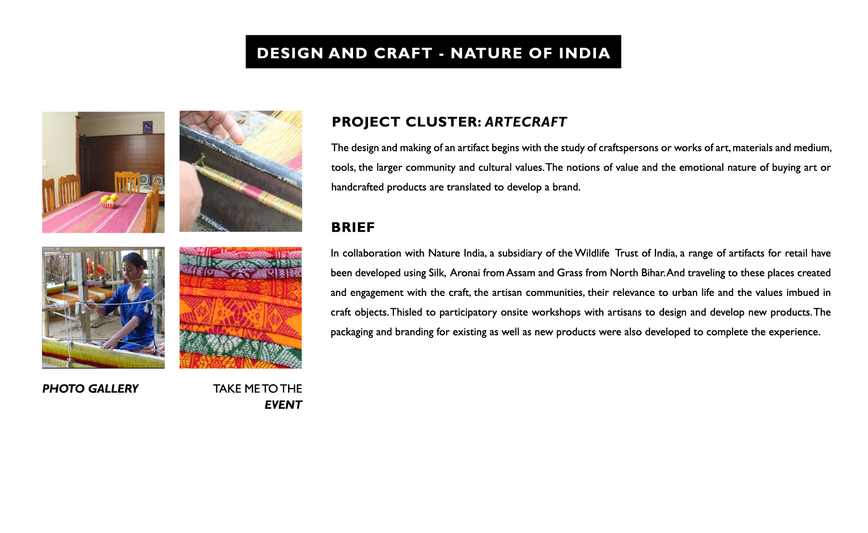 DESIGN AND CRAFT - NATURE OF INDIA
PROJECT CLUSTER: ARTECRAFT
The design and making of an artifact begins with the study of craftspersons or works of art, materials and medium,
tools, the larger community and cultural values. The notions of value and the emotional nature of buying art or
handcrafted products are translated to develop a brand.
BRIEF
In collaboration with Nature India, a subsidiary of the Wildlife Trust of India, a range of artifacts for retail have
been developed using Silk, Aronai from Assam and Grass from North Bihar. And traveling to these places created
and engagement with the craft, the artisan communities, their relevance to urban life and the values imbued in
craft objects. Thisled to participatory onsite workshops with artisans to design and develop new products. The
packaging and branding for existing as well as new products were also developed to complete the experience.
PHOTO GALLERY
TAKE ME TO THE
EVENT